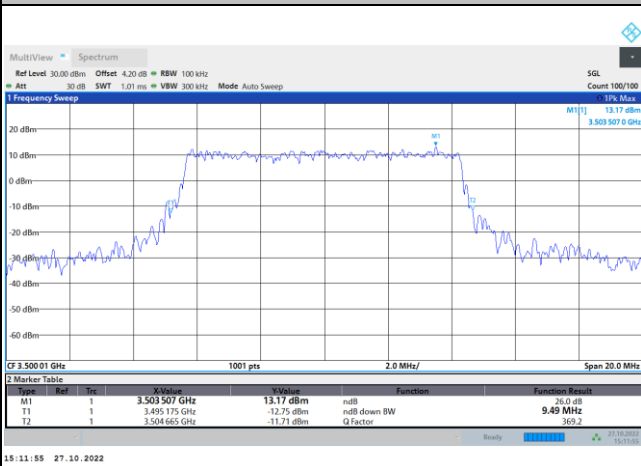 MultiView Spectrum
Ref Level 30.00 dBm Offset 4.20 dB RBW 100 kHz SGL
Att 30 dB SWT 1.01 ms VBW 300 kHz Mode Auto Sweep Count 100/100
1 Frequency Sweep 1Pk Max
M1[1] 13.17 dBm
3.503 507 0 GHz
M1
20 dBm
10 dBm
0 dBm
T1
T2
-10 dBm
-20 dBm
-30 dBm
-40 dBm
-50 dBm
-60 dBm
CF 3.500 01 GHz 1001 pts 2.0 MHz/ Span 20.0 MHz
2 Marker Table
Type Ref Trc X-Value Y-Value Function Function Result
M1 1 3.503 507 GHz 13.17 dBm ndB 26.0 dB
T1 1 3.495 175 GHz -12.75 dBm ndB down BW 9.49 MHz
T2 1 3.504 665 GHz -11.71 dBm Q Factor 369.2
Ready 27.10.2022
15:11:55
15:11:55 27.10.2022